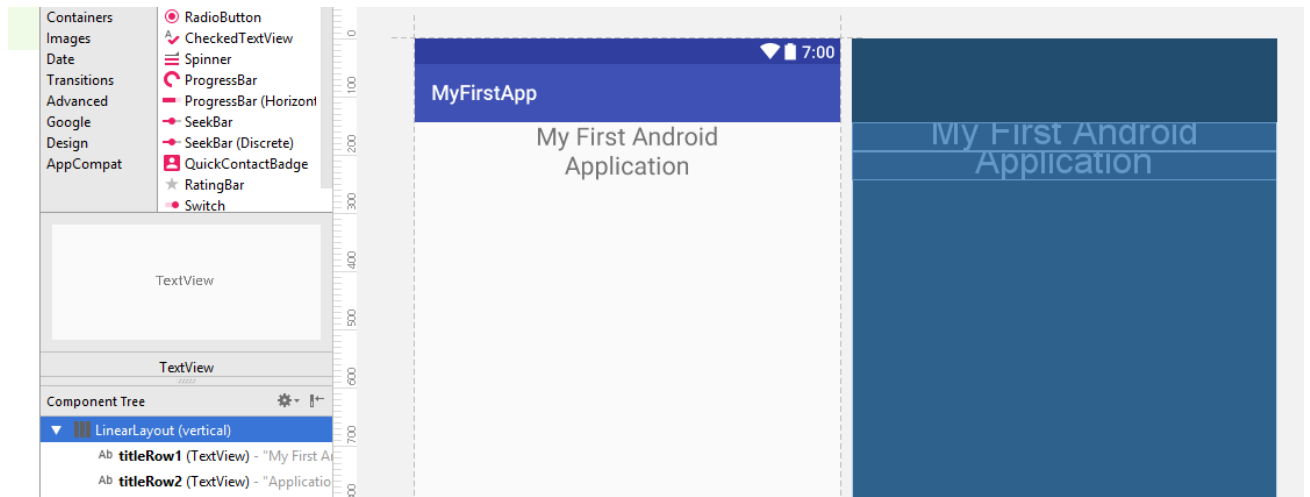 Containers
Images
Date
Transitions
Advanced
Google
Design
AppCompat
RadioButton
CheckedTextView
Spinner
ProgressBar
ProgressBar (Horizont
SeekBar
SeekBar (Discrete)
QuickContactBadge
RatingBar
Switch
TextView
TextView
Component Tree
LinearLayout (vertical)
Ab titleRow1 (TextView) - "My First A
Ab titleRow2 (TextView) - "Applicatio
0
100
200
300
400
500
600
700
7:00
MyFirstApp
My First Android
Application
My First Android
Application